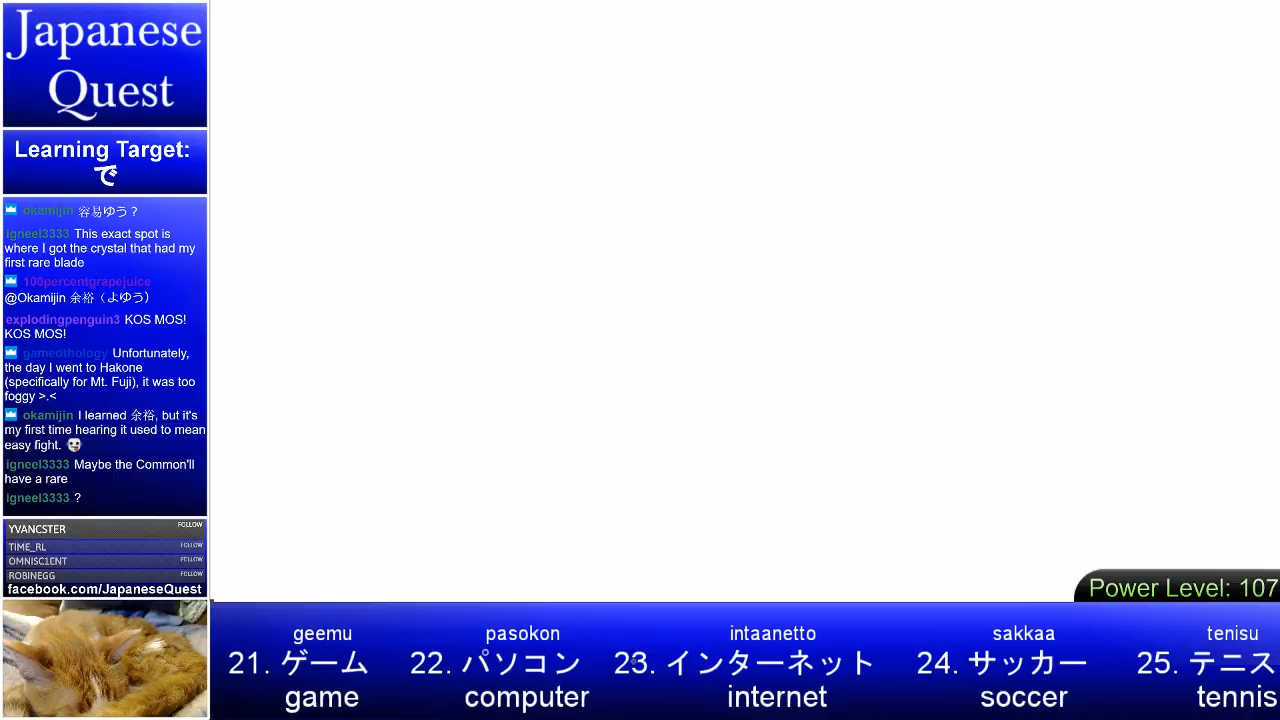 Japanese
Quest
Learning Target:
で
okamijin 容易ゆう？
igneel3333 This exact spot is
where I got the crystal that had my
first rare blade
100percentgrapejuice
@Okamijin 余裕（よゆう）
explodingpenguin3 KOS MOS!
KOS MOS!
gameothology Unfortunately,
the day I went to Hakone
(specifically for Mt. Fuji), it was too
foggy >.<
okamijin I learned 余裕, but it's
my first time hearing it used to mean
easy fight.
igneel3333 Maybe the Common'll
have a rare
igneel3333 ?
YVANCSTER FOLLOW
TIME_RL FOLLOW
OMNISC1ENT FOLLOW
ROBINEGG FOLLOW
facebook.com/JapaneseQuest
Power Level: 107
geemu pasokon intaanetto sakkaa tenisu
21. ゲーム 22. パソコン 23. インターネット 24. サッカー 25. テニス
game computer internet soccer tennis